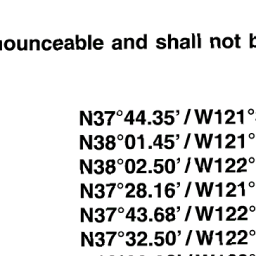 nounceable and shall not b
N37°44.35' / W121°
N38°01.45' / W121°
N38°02.50' / W122°
N37°28.16' / W121°
N37°43.68' / W122°
N37°32.50' / W122°